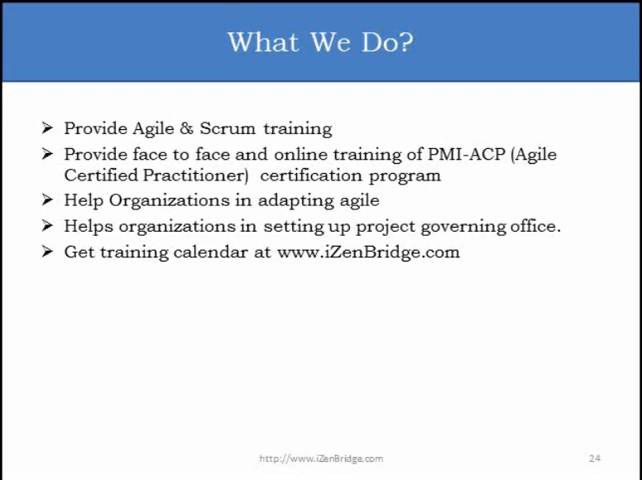 What We Do?
➢ Provide Agile & Scrum training
➢ Provide face to face and online training of PMI-ACP (Agile
Certified Practitioner) certification program
➢ Help Organizations in adapting agile
➢ Helps organizations in setting up project governing office.
➢ Get training calendar at www.iZenBridge.com
http://www.iZenBridge.com
24